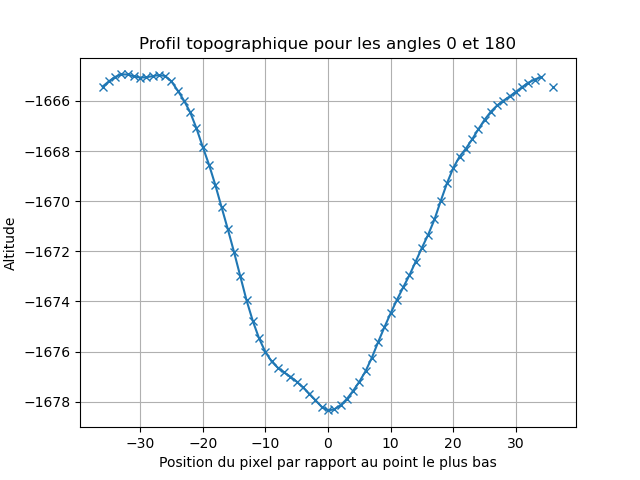 Profil topographique pour les angles 0 et 180
Altitude
−1666
−1668
−1670
−1672
−1674
−1676
−1678
−30 −20 −10 0 10 20 30
Position du pixel par rapport au point le plus bas